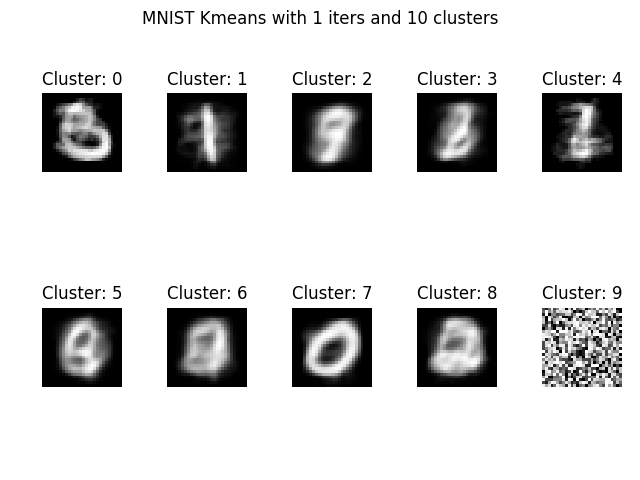 MNIST Kmeans with 1 iters and 10 clusters
Cluster: 0 Cluster: 1 Cluster: 2 Cluster: 3 Cluster: 4
Cluster: 5 Cluster: 6 Cluster: 7 Cluster: 8 Cluster: 9